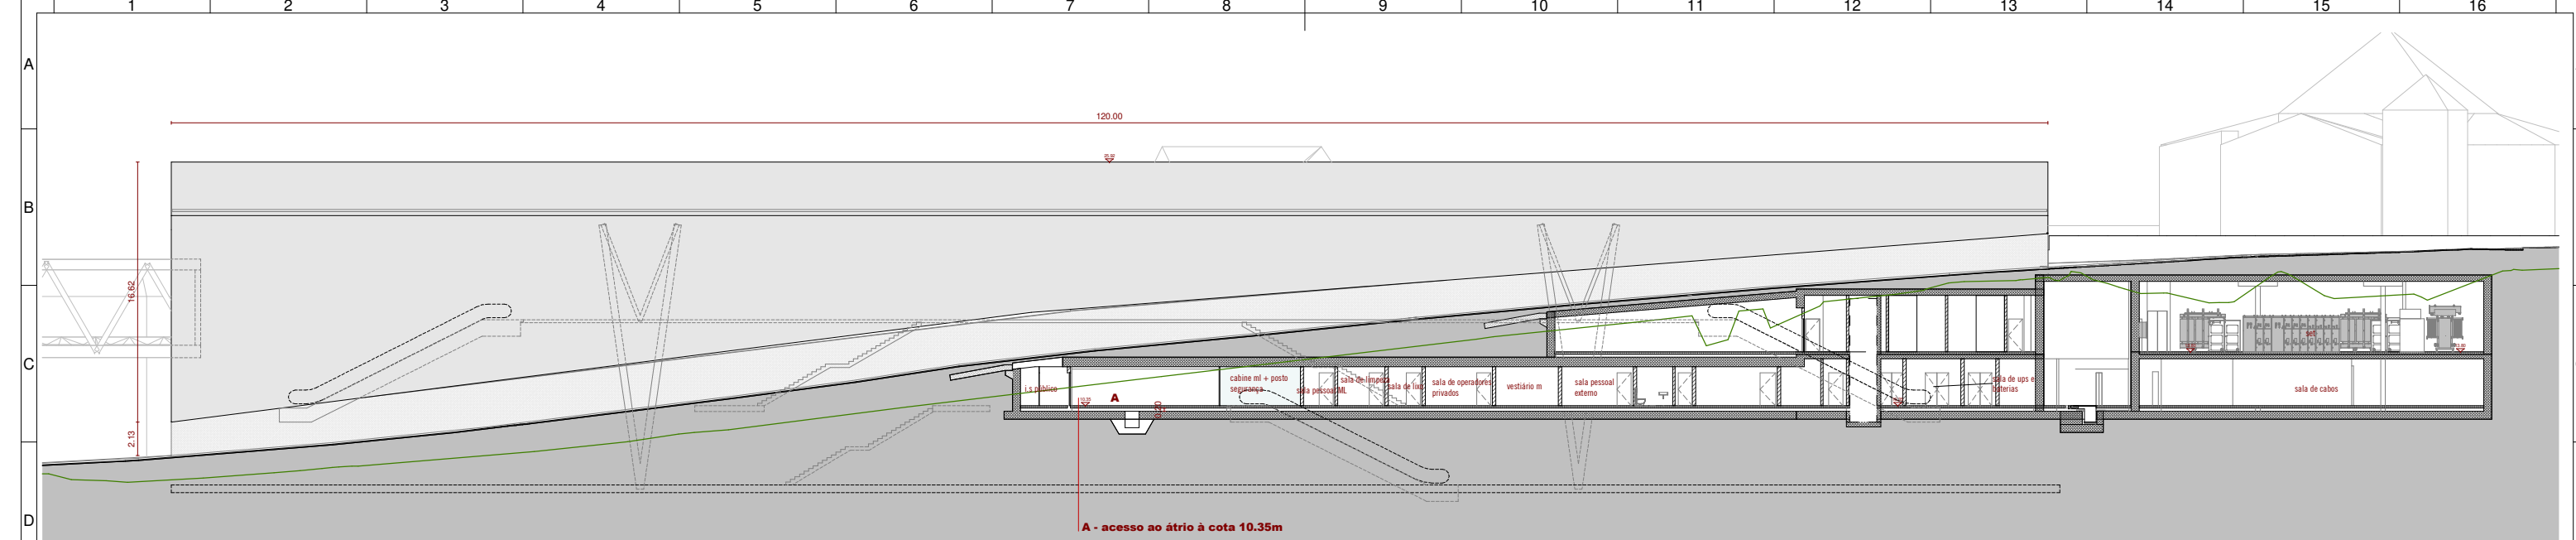 1 2 3 4 5 6 7 8 9 10 11 12 13 14 15 16
A
120.00
B
16.62
C
set
i.s público
cabine ml + posto
segurança
sala pessoal ML
sala de limpeza
sala de lixo
sala de operadores
privados
vestiário m
sala pessoal
externo
sala de ups e
baterias
sala de cabos
A
0.20
2.13
D
A - acesso ao átrio à cota 10.35m